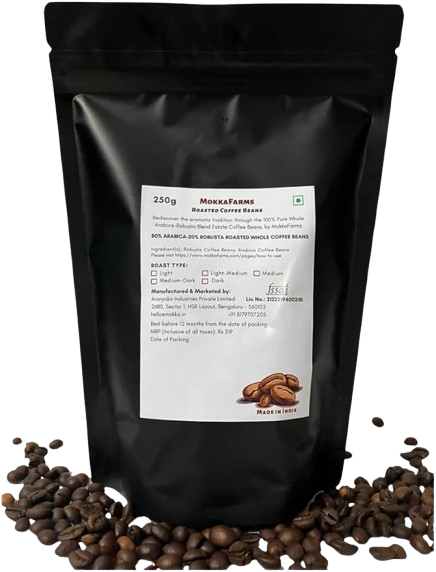 250g
MOKKAFARMS
ROASTED COFFEE BEANS
Rediscover the aromatic tradition through the 100% Pure Whole
Arabica-Robusta Blend Estate Coffee Beans, by MokkaFarms
80% ARABICA-20% ROBUSTA ROASTED WHOLE COFFEE BEANS
Ingredient(s): Robusta Coffee Beans, Arabica Coffee Beans
Please visit https://www.mokkafarms.com/pages/how-to-use
ROAST TYPE:
Light Light-Medium Medium
Medium-Dark Dark
Manufactured & Marketed by: fssai
Aranyaka Industries Private Limited Lic No.: 21222194002181
2680, Sector 1, HSR Layout, Bengaluru - 560102
hello@mokka.in +91 8179707205
Best before 12 months from the date of packing
MRP (Inclusive of all taxes): Rs 519
Date of Packing:
MADE IN INDIA